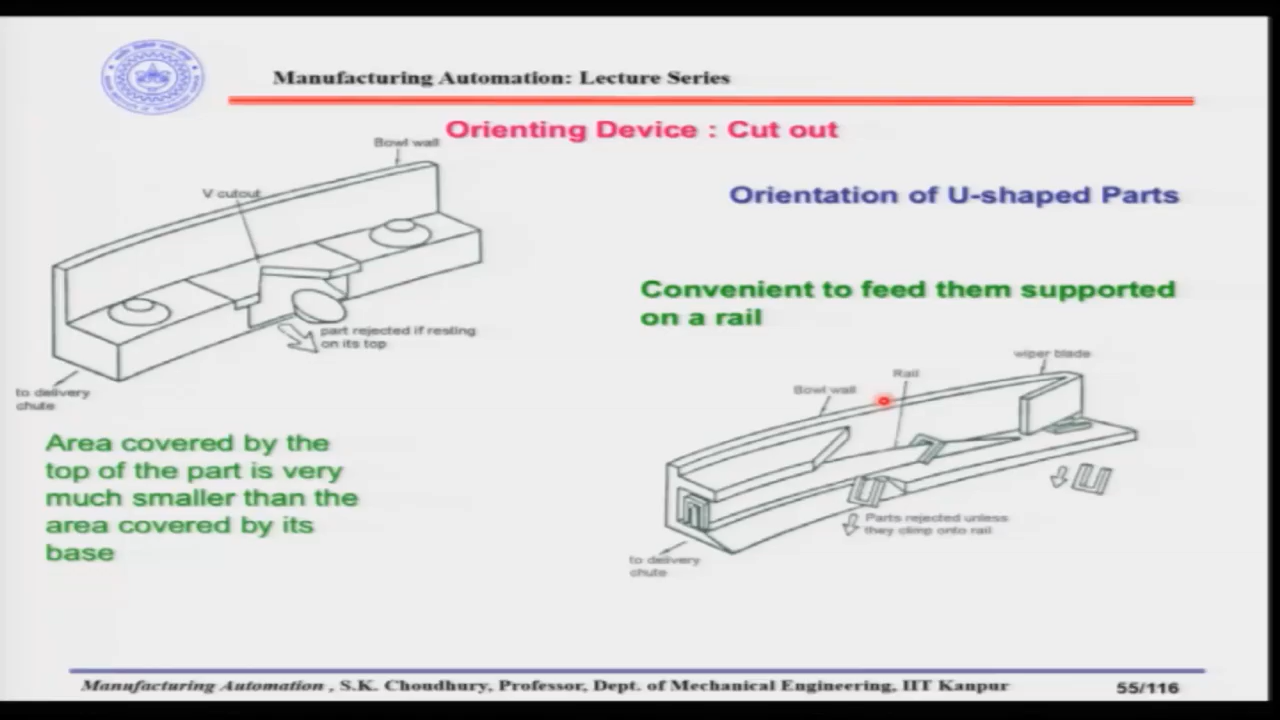 Manufacturing Automation: Lecture Series
Orienting Device : Cut out
Bowl wall
V cutout
part rejected if resting
on its top
to delivery
chute
Area covered by the
top of the part is very
much smaller than the
area covered by its
base
Orientation of U-shaped Parts
Convenient to feed them supported
on a rail
wiper blade
Rail
Bowl wall
Parts rejected unless
they climp onto rail
to delivery
chute
Manufacturing Automation , S.K. Choudhury, Professor, Dept. of Mechanical Engineering, IIT Kanpur
55/116